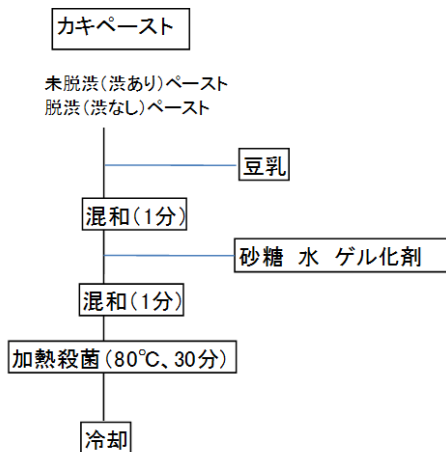 カキペースト
未脱渋（渋あり）ペースト
脱渋（渋なし）ペースト
豆乳
混和（1分）
砂糖 水 ゲル化剤
混和（1分）
加熱殺菌（80℃、30分）
冷却